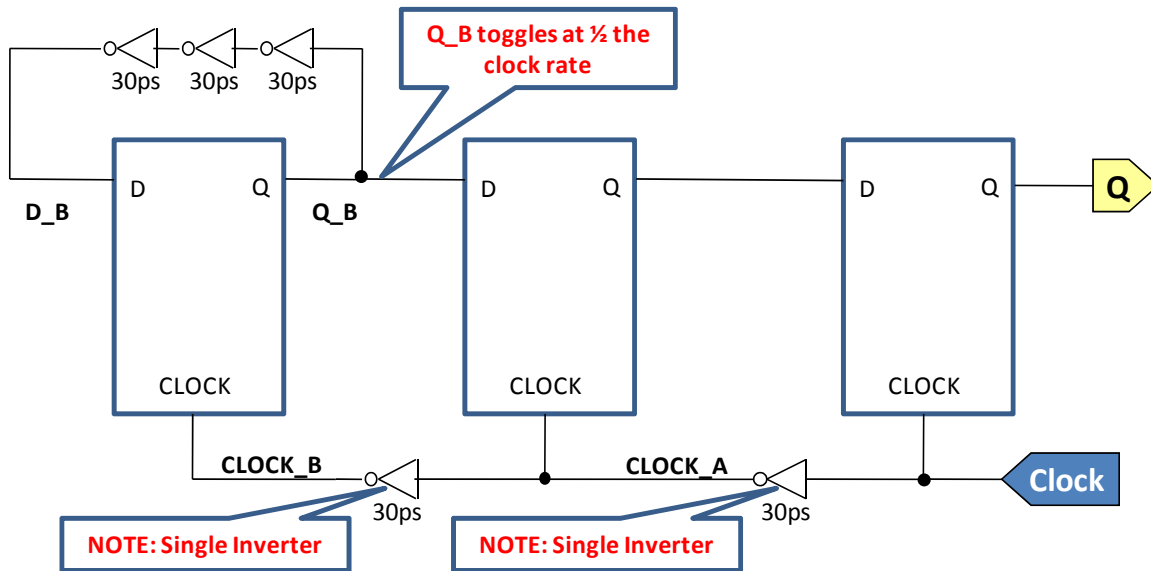 Q_B toggles at ½ the
clock rate
30ps
30ps
30ps
D
Q
D
Q
D
Q
Q
D_B
Q_B
CLOCK
CLOCK
CLOCK
CLOCK_B
CLOCK_A
Clock
30ps
30ps
NOTE: Single Inverter
NOTE: Single Inverter